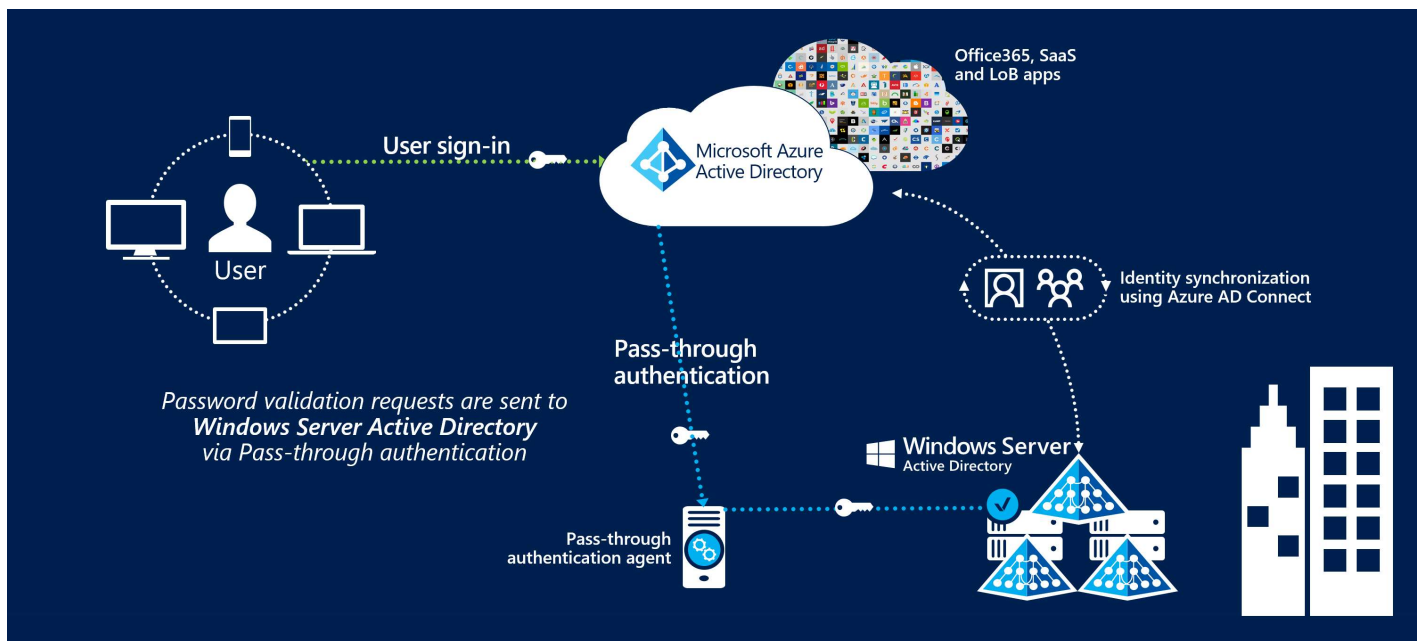 Office365, SaaS
and LoB apps
User sign-in
Microsoft Azure
Active Directory
User
Identity synchronization
using Azure AD Connect
Pass-through
authentication
Password validation requests are sent to
Windows Server Active Directory
via Pass-through authentication
Windows Server
Active Directory
Pass-through
authentication agent